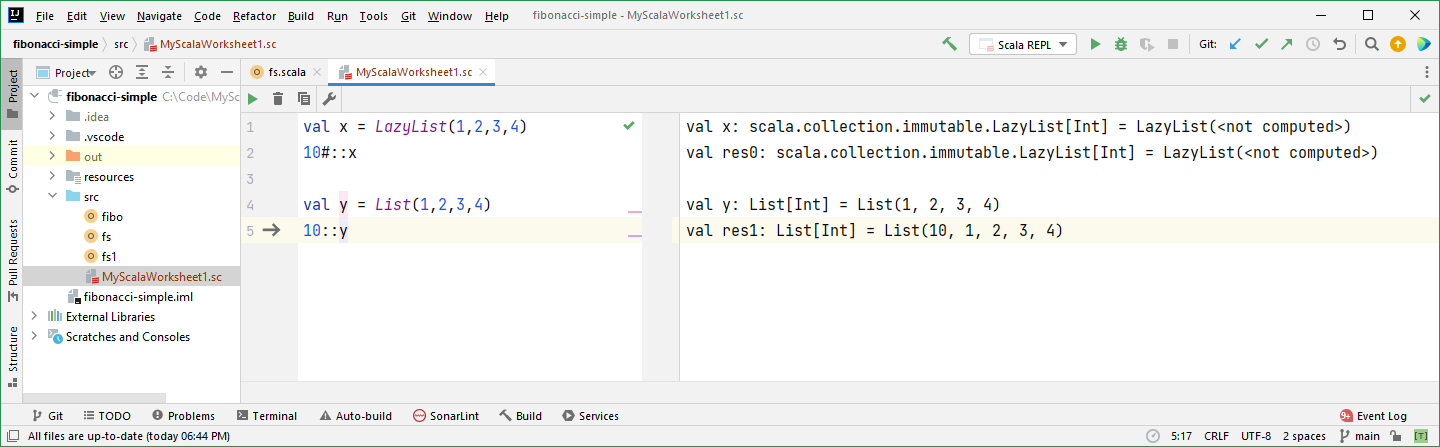 IJ File Edit View Navigate Code Refactor Build Run Tools Git Window Help fibonacci-simple - MyScalaWorksheet1.sc
fibonacci-simple src MyScalaWorksheet1.sc Scala REPL Git:
Project
Project
fs.scala MyScalaWorksheet1.sc
fibonacci-simple C:\Code\MySc
.idea
.vscode
out
resources
src
fibo
fs
fs1
MyScalaWorksheet1.sc
fibonacci-simple.iml
External Libraries
Scratches and Consoles
Commit
Pull Requests
Structure
1 val x = LazyList(1,2,3,4)
2 10#::x
3
4 val y = List(1,2,3,4)
5 10::y
val x: scala.collection.immutable.LazyList[Int] = LazyList(<not computed>)
val res0: scala.collection.immutable.LazyList[Int] = LazyList(<not computed>)
val y: List[Int] = List(1, 2, 3, 4)
val res1: List[Int] = List(10, 1, 2, 3, 4)
Git TODO Problems Terminal Auto-build SonarLint Build Services 9+ Event Log
All files are up-to-date (today 06:44 PM) 5:17 CRLF UTF-8 2 spaces main [T]